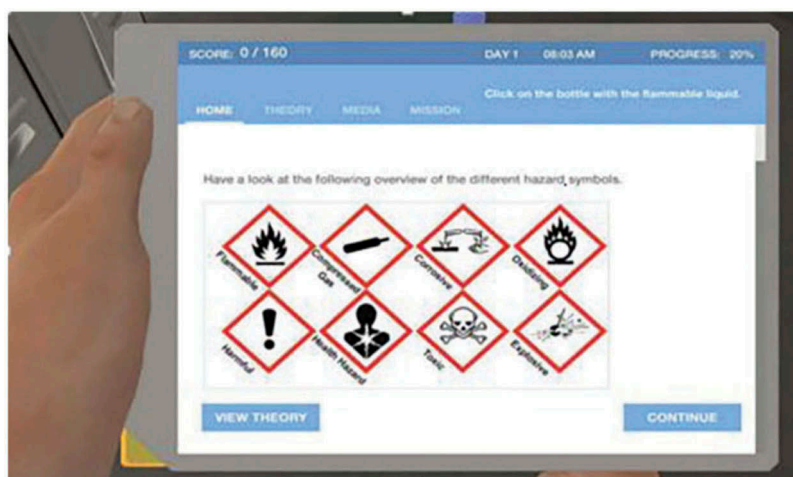 SCORE: 0 / 160 DAY 1 08:03 AM PROGRESS: 20%
Click on the bottle with the flammable liquid.
HOME THEORY MEDIA MISSION
Have a look at the following overview of the different hazard symbols.
Flammable
Compressed
Gas
Corrosive
Oxidizing
Harmful
Health Hazard
Toxic
Explosive
VIEW THEORY CONTINUE